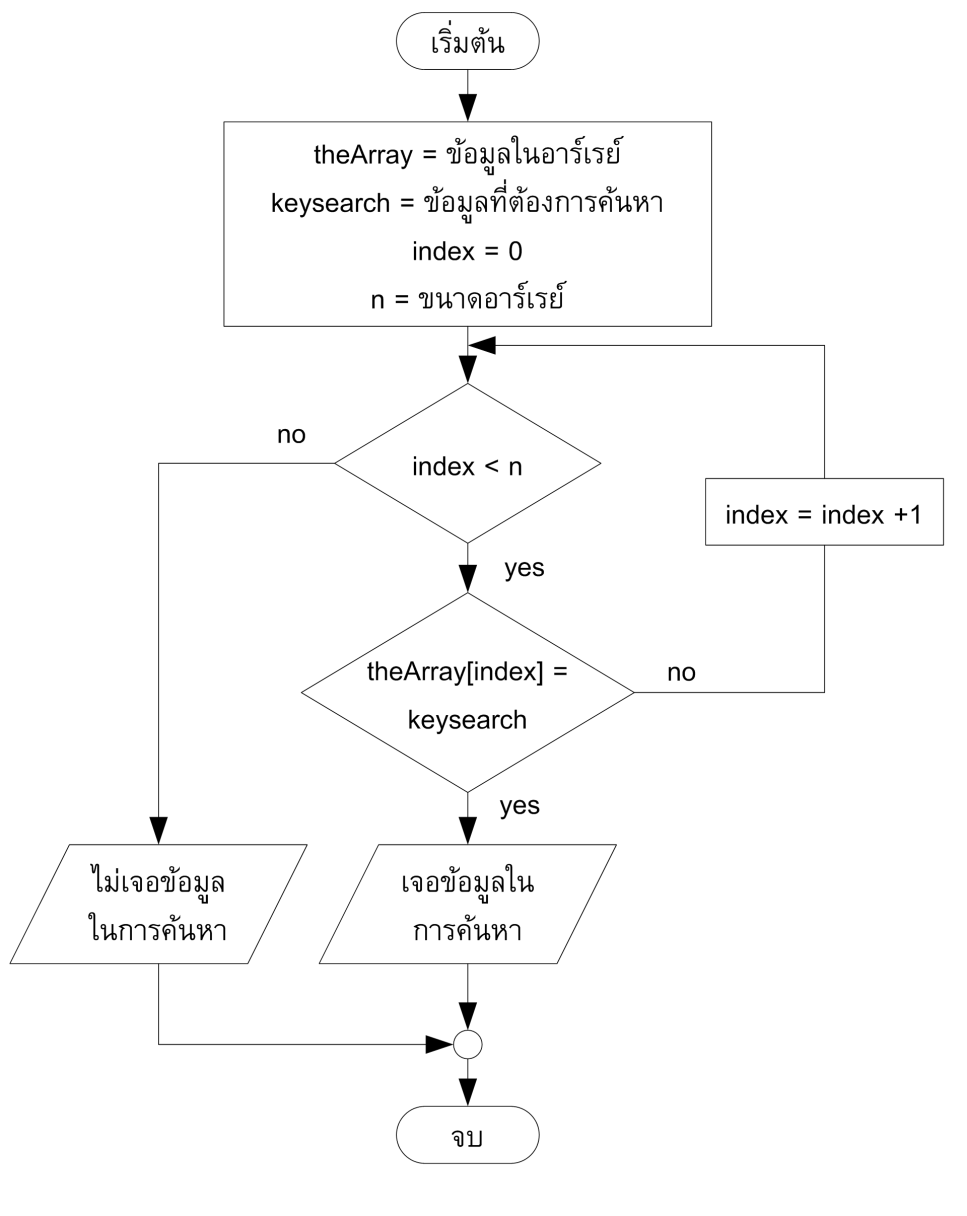 เริ่มต้น
theArray = ข้อมูลในอาร์เรย์
keysearch = ข้อมูลที่ต้องการค้นหา
index = 0
n = ขนาดอาร์เรย์
no
index < n
index = index +1
yes
theArray[index] =
keysearch
no
yes
ไม่เจอข้อมูล
ในการค้นหา
เจอข้อมูลใน
การค้นหา
จบ